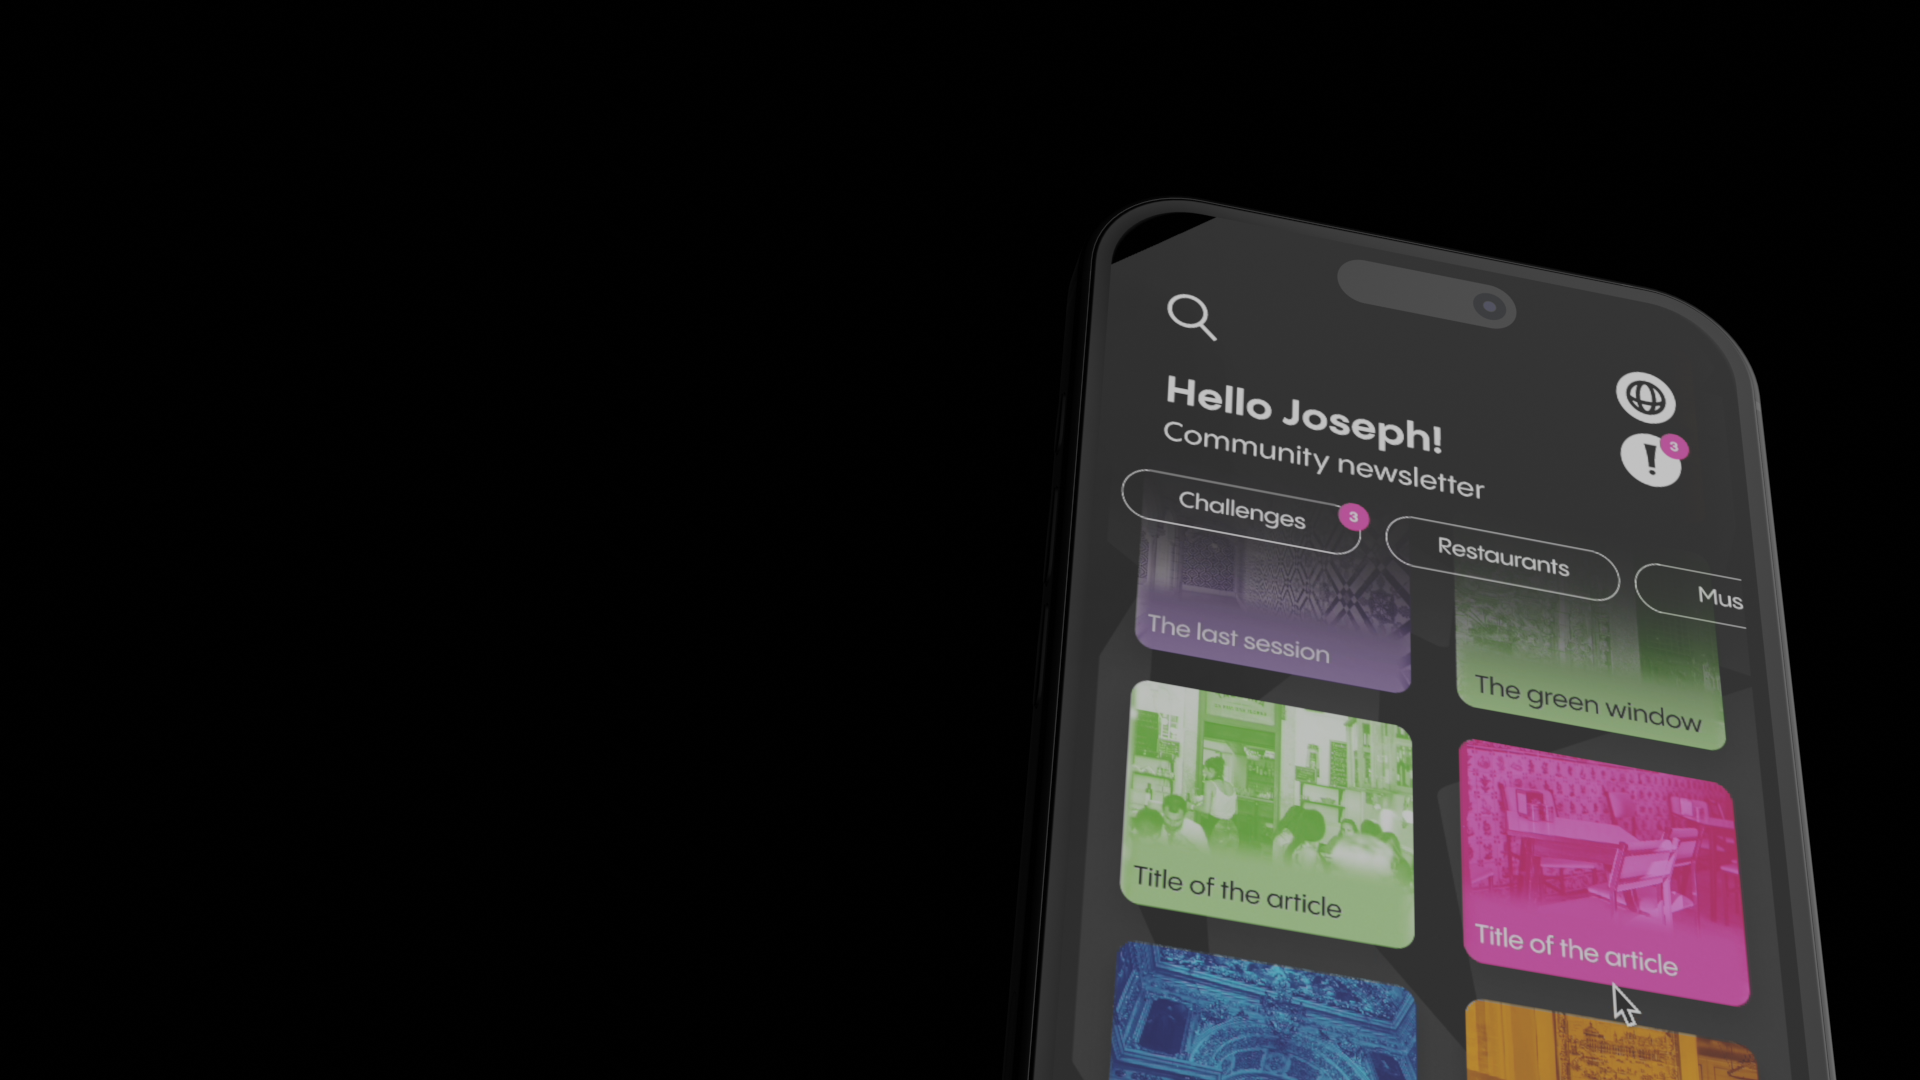 Hello Joseph!
Community newsletter
3
Challenges
3
Restaurants
Mus
The last session
The green window
Title of the article
Title of the article